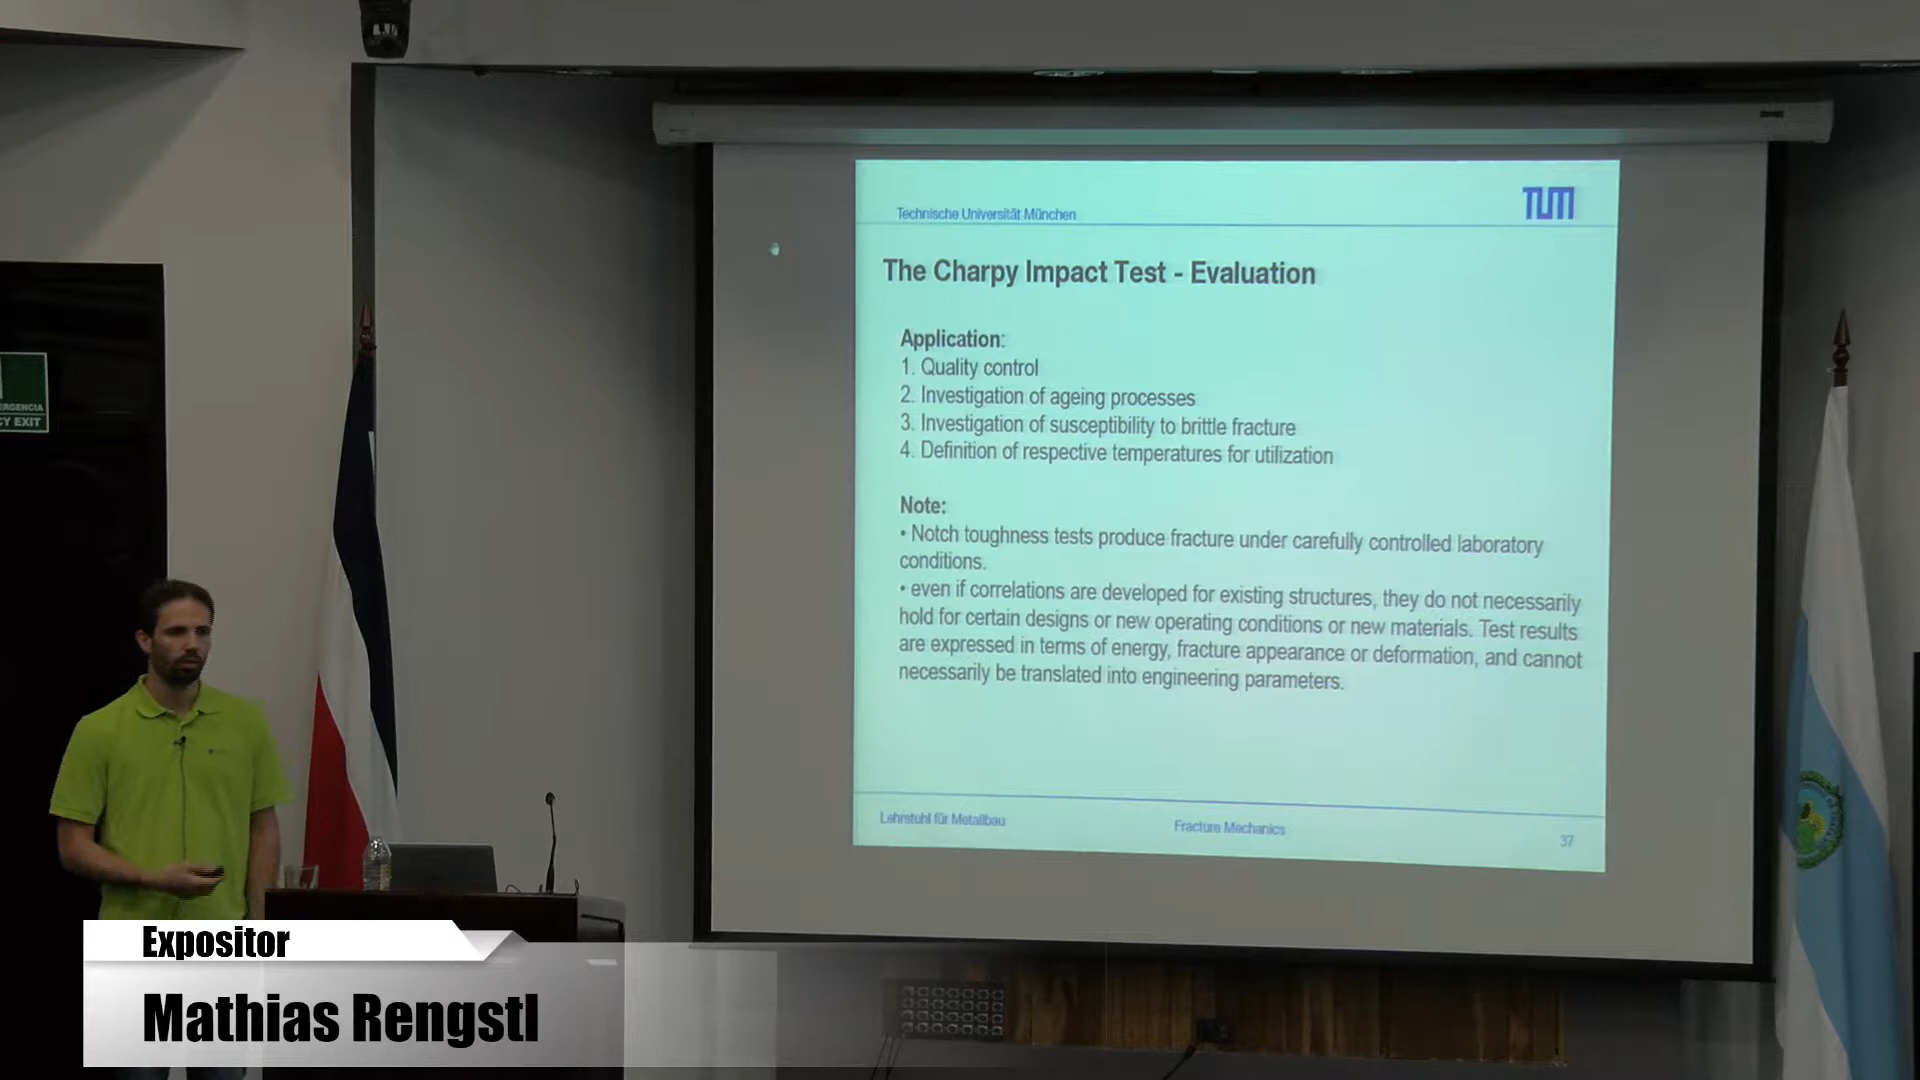 Technische Universität München
TUM
The Charpy Impact Test - Evaluation
Application:
1. Quality control
2. Investigation of ageing processes
3. Investigation of susceptibility to brittle fracture
4. Definition of respective temperatures for utilization
Note:
• Notch toughness tests produce fracture under carefully controlled laboratory
conditions.
• even if correlations are developed for existing structures, they do not necessarily
hold for certain designs or new operating conditions or new materials. Test results
are expressed in terms of energy, fracture appearance or deformation, and cannot
necessarily be translated into engineering parameters.
Lehrstuhl für Metallbau
Fracture Mechanics
37
ERGENCIA
CY EXIT
Expositor
Mathias Rengstl